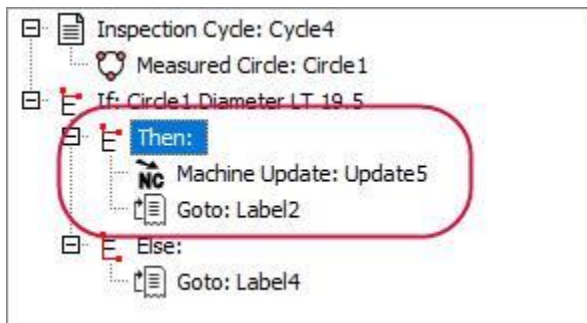 Inspection Cycle: Cycle4
Measured Circle: Circle1
If: Circle1.Diameter LT 19.5
Then:
NC Machine Update: Update5
Goto: Label2
Else:
Goto: Label4